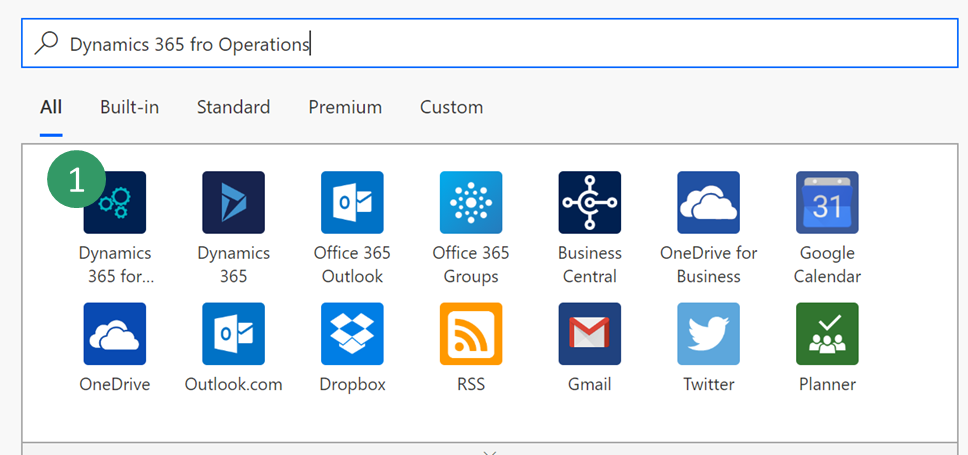 Dynamics 365 fro Operations
All Built-in Standard Premium Custom
1
Dynamics 365 for...
Dynamics 365
Office 365 Outlook
Office 365 Groups
Business Central
OneDrive for Business
31
Google Calendar
OneDrive
Outlook.com
Dropbox
RSS
Gmail
Twitter
Planner